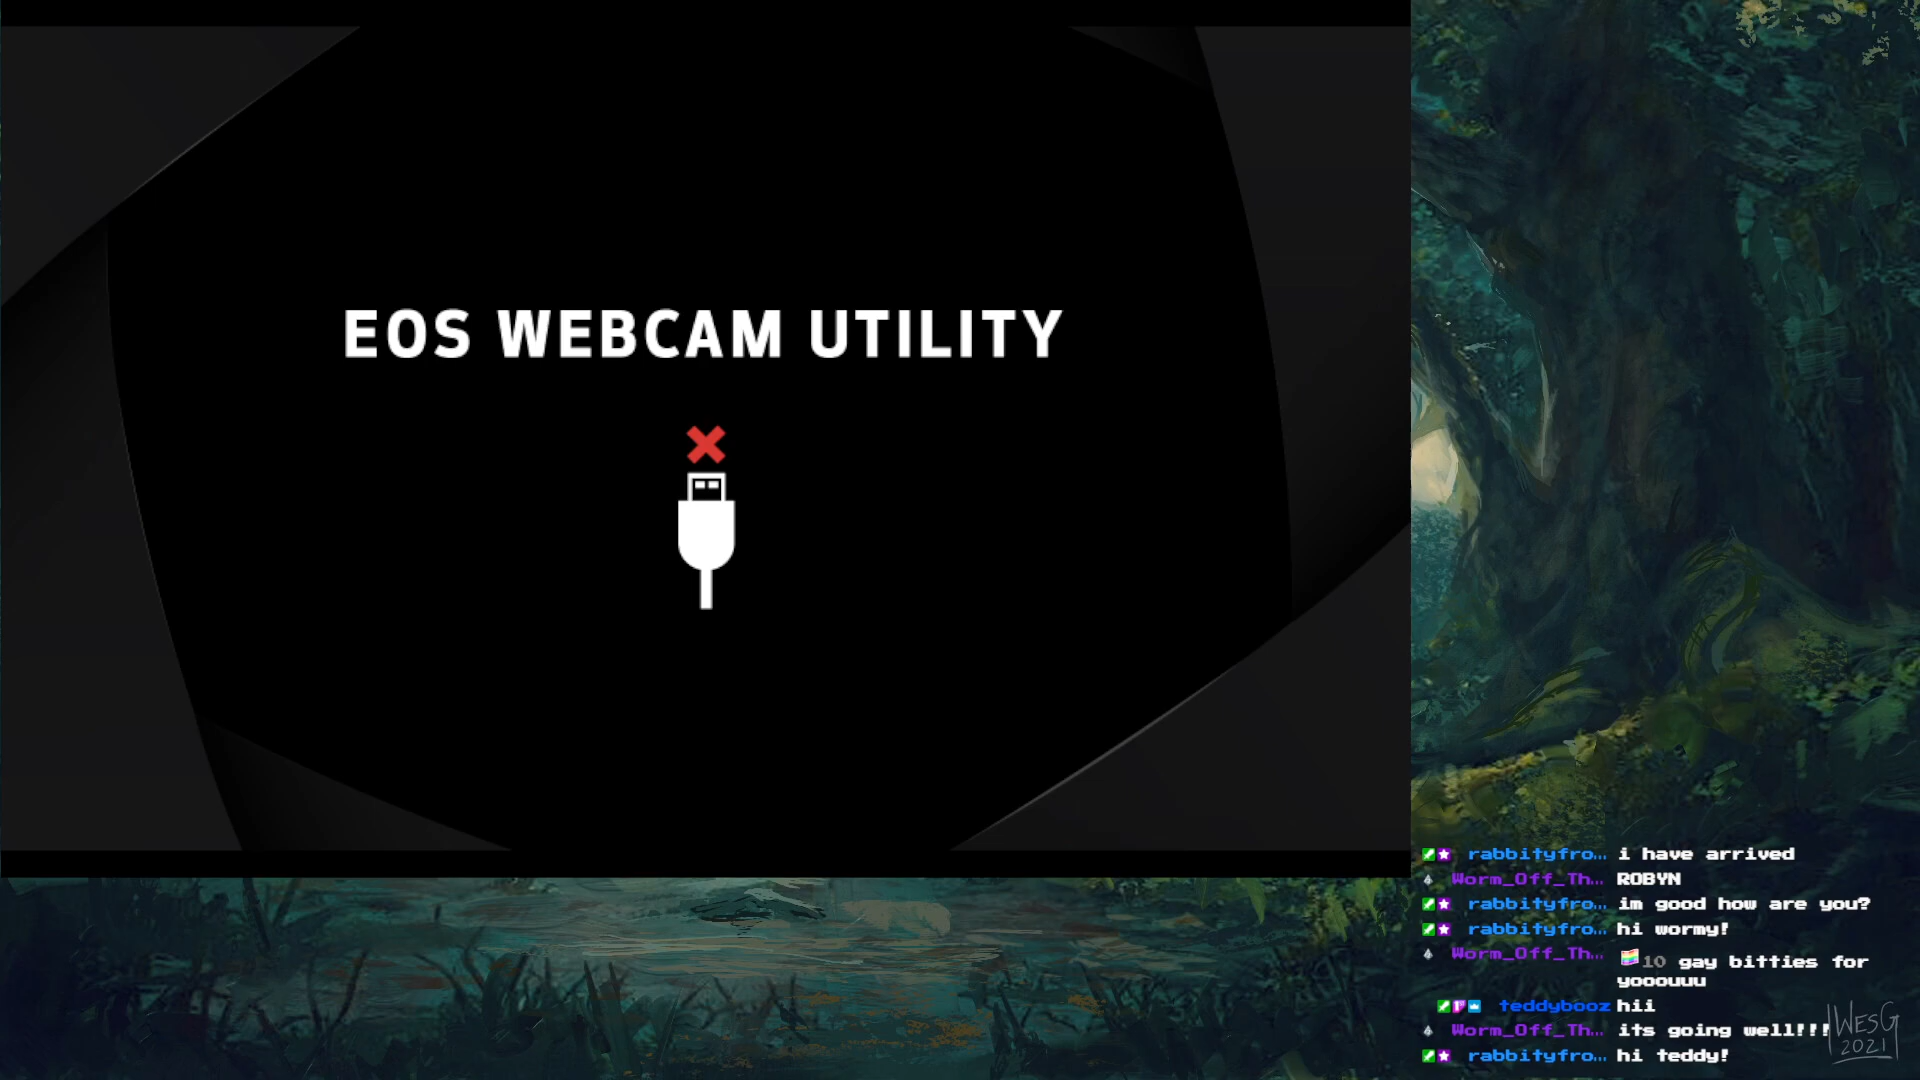 EOS WEBCAM UTILITY
rabbityfro... i have arrived
Worm_Off_Th... ROBYN
rabbityfro... im good how are you?
rabbityfro... hi wormy!
Worm_Off_Th... 10 gay bitties for
yooouuu
teddybooz hii
Worm_Off_Th... its going well!!!
rabbityfro... hi teddy!
WESG
2021